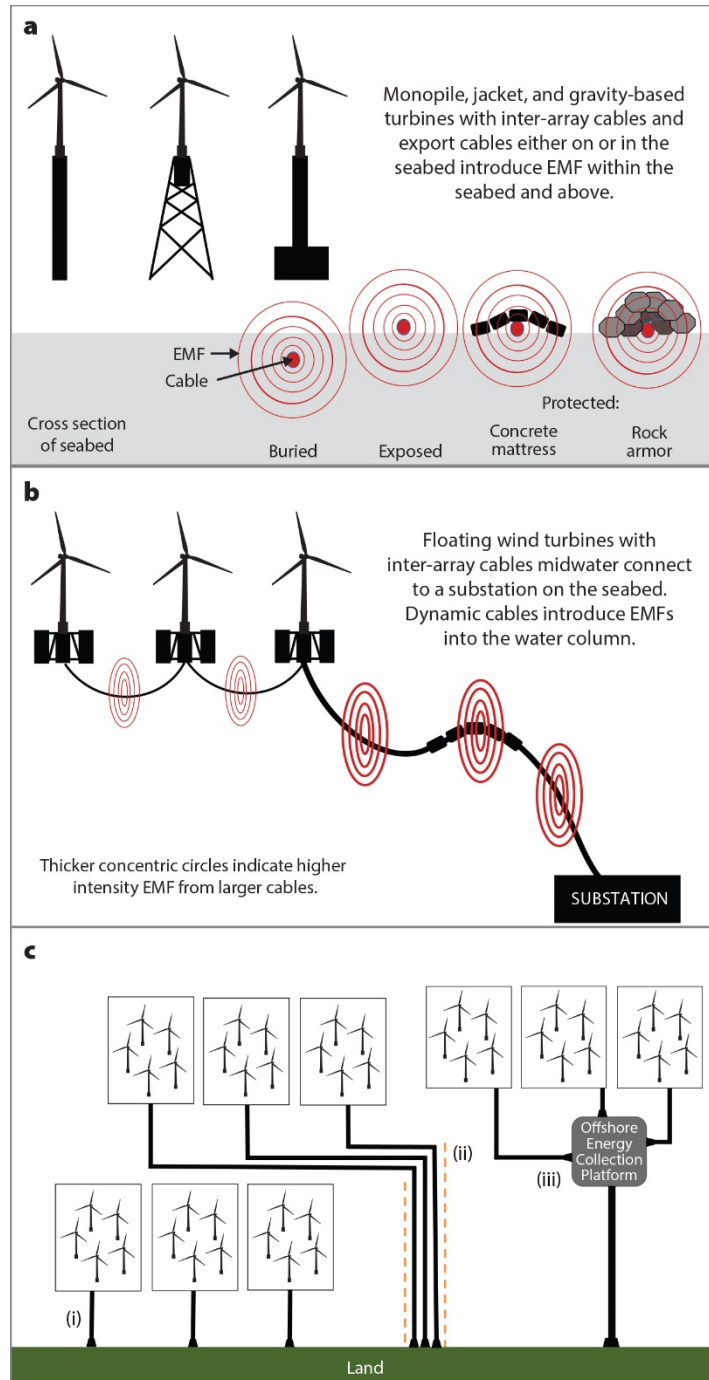 a
Monopile, jacket, and gravity-based
turbines with inter-array cables and
export cables either on or in the
seabed introduce EMF within the
seabed and above.
EMF
Cable
Cross section
of seabed
Buried
Exposed
Protected:
Concrete
mattress
Rock
armor
b
Floating wind turbines with
inter-array cables midwater connect
to a substation on the seabed.
Dynamic cables introduce EMFs
into the water column.
Thicker concentric circles indicate higher
intensity EMF from larger cables.
SUBSTATION
c
(i)
(ii)
(iii)
Offshore
Energy
Collection
Platform
Land